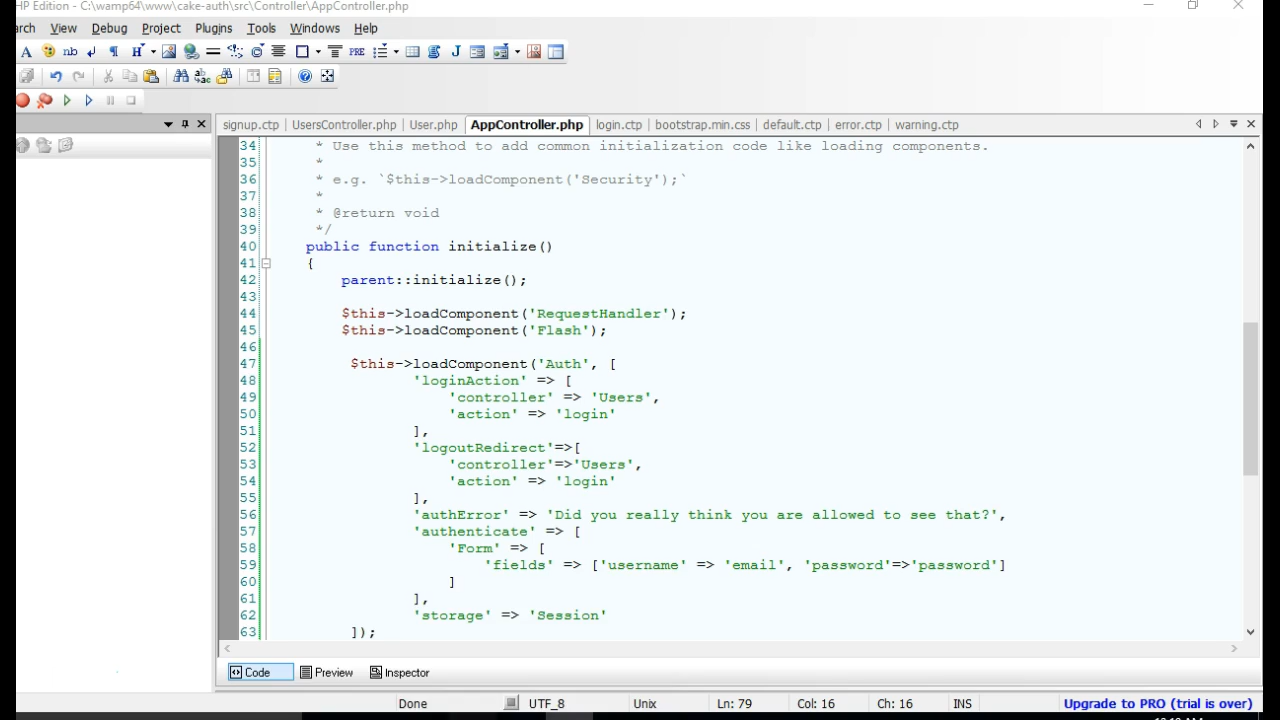 HP Edition - C:\wamp64\www\cake-auth\src\Controller\AppController.php
arch View Debug Project Plugins Tools Windows Help
signup.ctp UsersController.php User.php AppController.php login.ctp bootstrap.min.css default.ctp error.ctp warning.ctp
34 * Use this method to add common initialization code like loading components.
35 *
36 * e.g. `$this->loadComponent('Security');`
37 *
38 * @return void
39 */
40 public function initialize()
41 {
42 parent::initialize();
43
44 $this->loadComponent('RequestHandler');
45 $this->loadComponent('Flash');
46
47 $this->loadComponent('Auth', [
48 'loginAction' => [
49 'controller' => 'Users',
50 'action' => 'login'
51 ],
52 'logoutRedirect'=>[
53 'controller'=>'Users',
54 'action' => 'login'
55 ],
56 'authError' => 'Did you really think you are allowed to see that?',
57 'authenticate' => [
58 'Form' => [
59 'fields' => ['username' => 'email', 'password'=>'password']
60 ]
61 ],
62 'storage' => 'Session'
63 ]);
Code Preview Inspector
Done UTF_8 Unix Ln: 79 Col: 16 Ch: 16 INS Upgrade to PRO (trial is over)